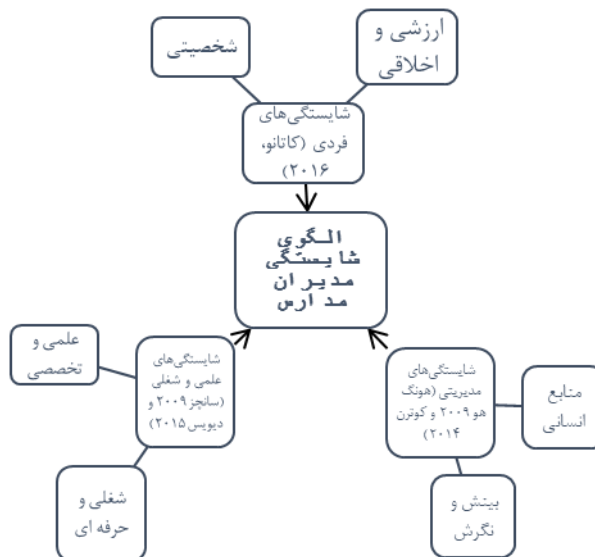 ارزشی و
اخلاقی
شخصیتی
شایستگی‌های
فردی (کاتانو،
۲۰۱۶)
الگوی
شایستگی
مدیران
مدارس
شایستگی‌های
علمی و شغلی
(سانچز ۲۰۰۹ و
دیویس ۲۰۱۵)
علمی و
تخصصی
شغلی و
حرفه ای
شایستگی‌های
مدیریتی (هونگ
هو ۲۰۰۹ و کوترن
۲۰۱۴)
منابع
انسانی
بینش و
نگرش